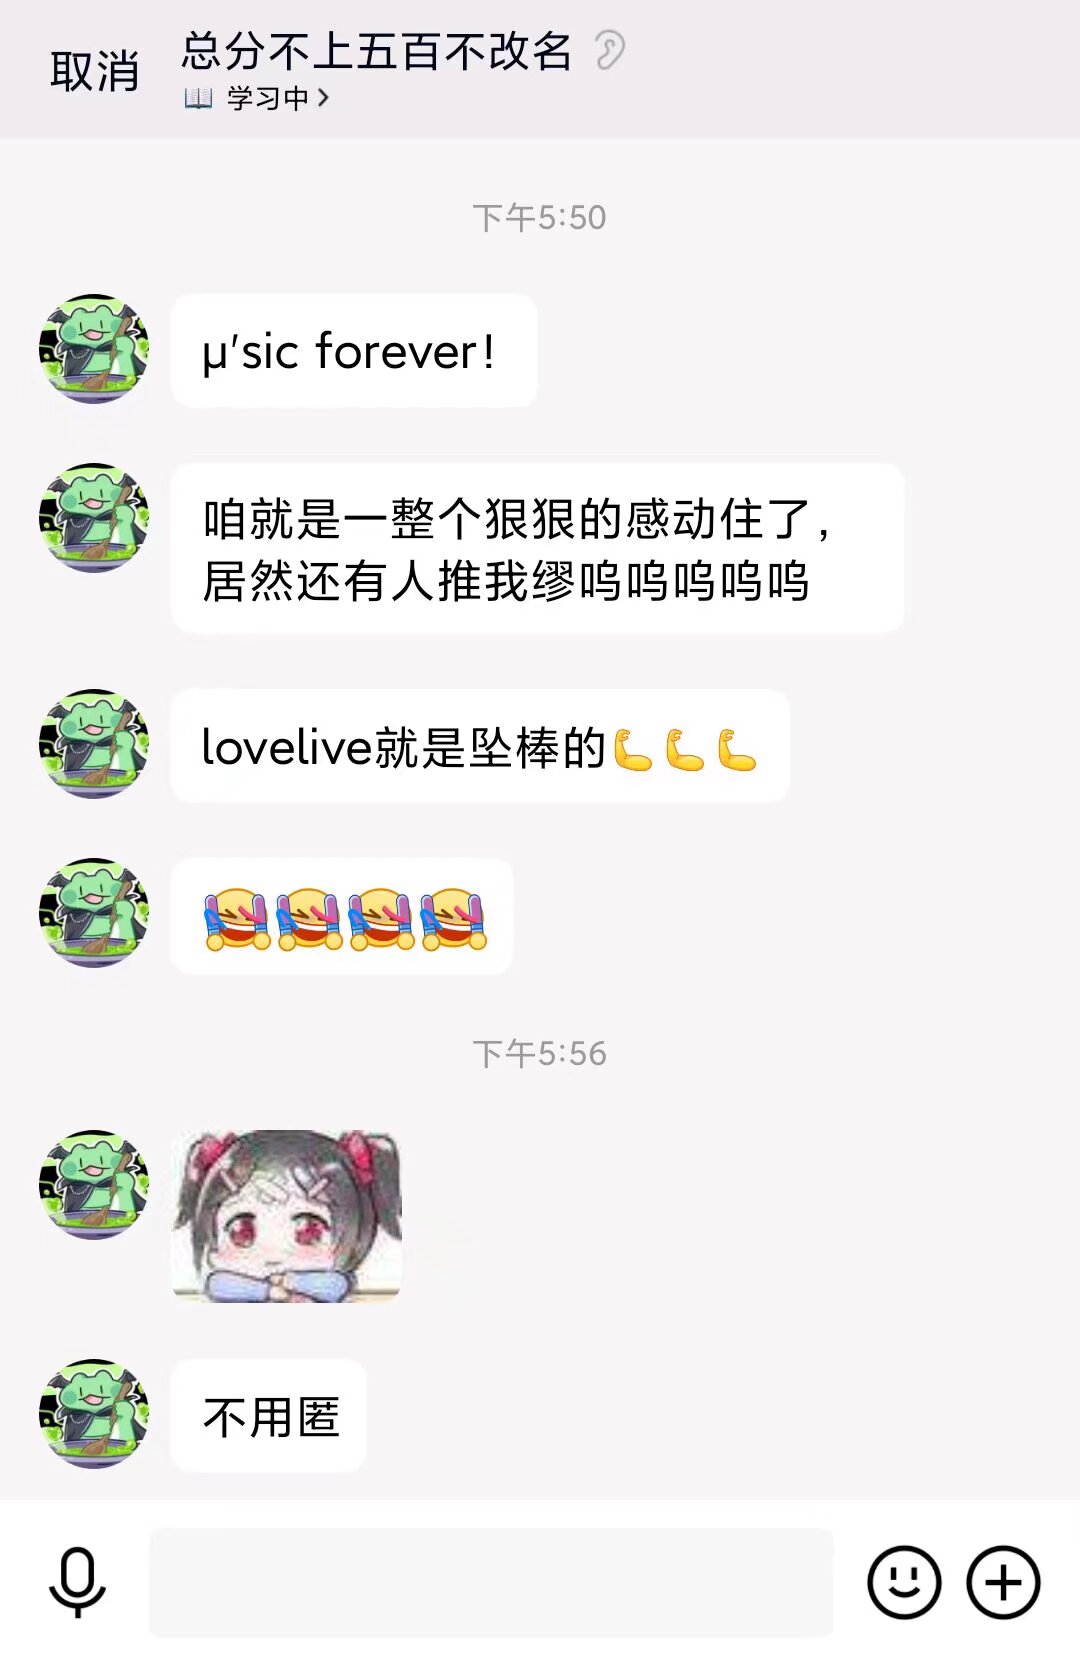 取消
总分不上五百不改名
学习中
下午5:50
μ'sic forever!
咱就是一整个狠狠的感动住了，
居然还有人推我缪呜呜呜呜呜
lovelive就是坠棒的💪💪💪
下午5:56
不用匿